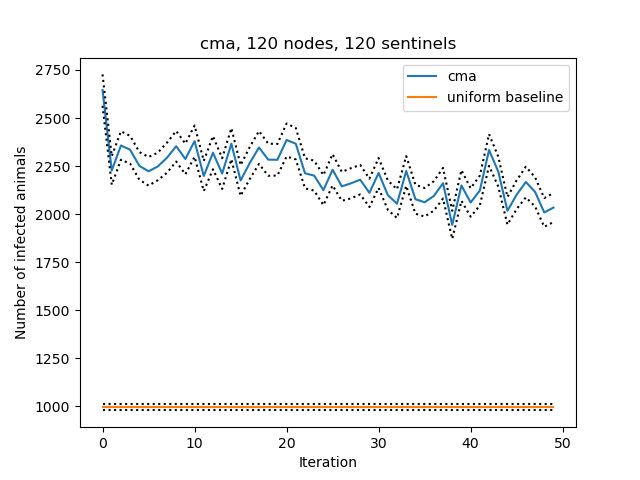 cma, 120 nodes, 120 sentinels
cma
uniform baseline
Number of infected animals
2750
2500
2250
2000
1750
1500
1250
1000
0 10 20 30 40 50
Iteration